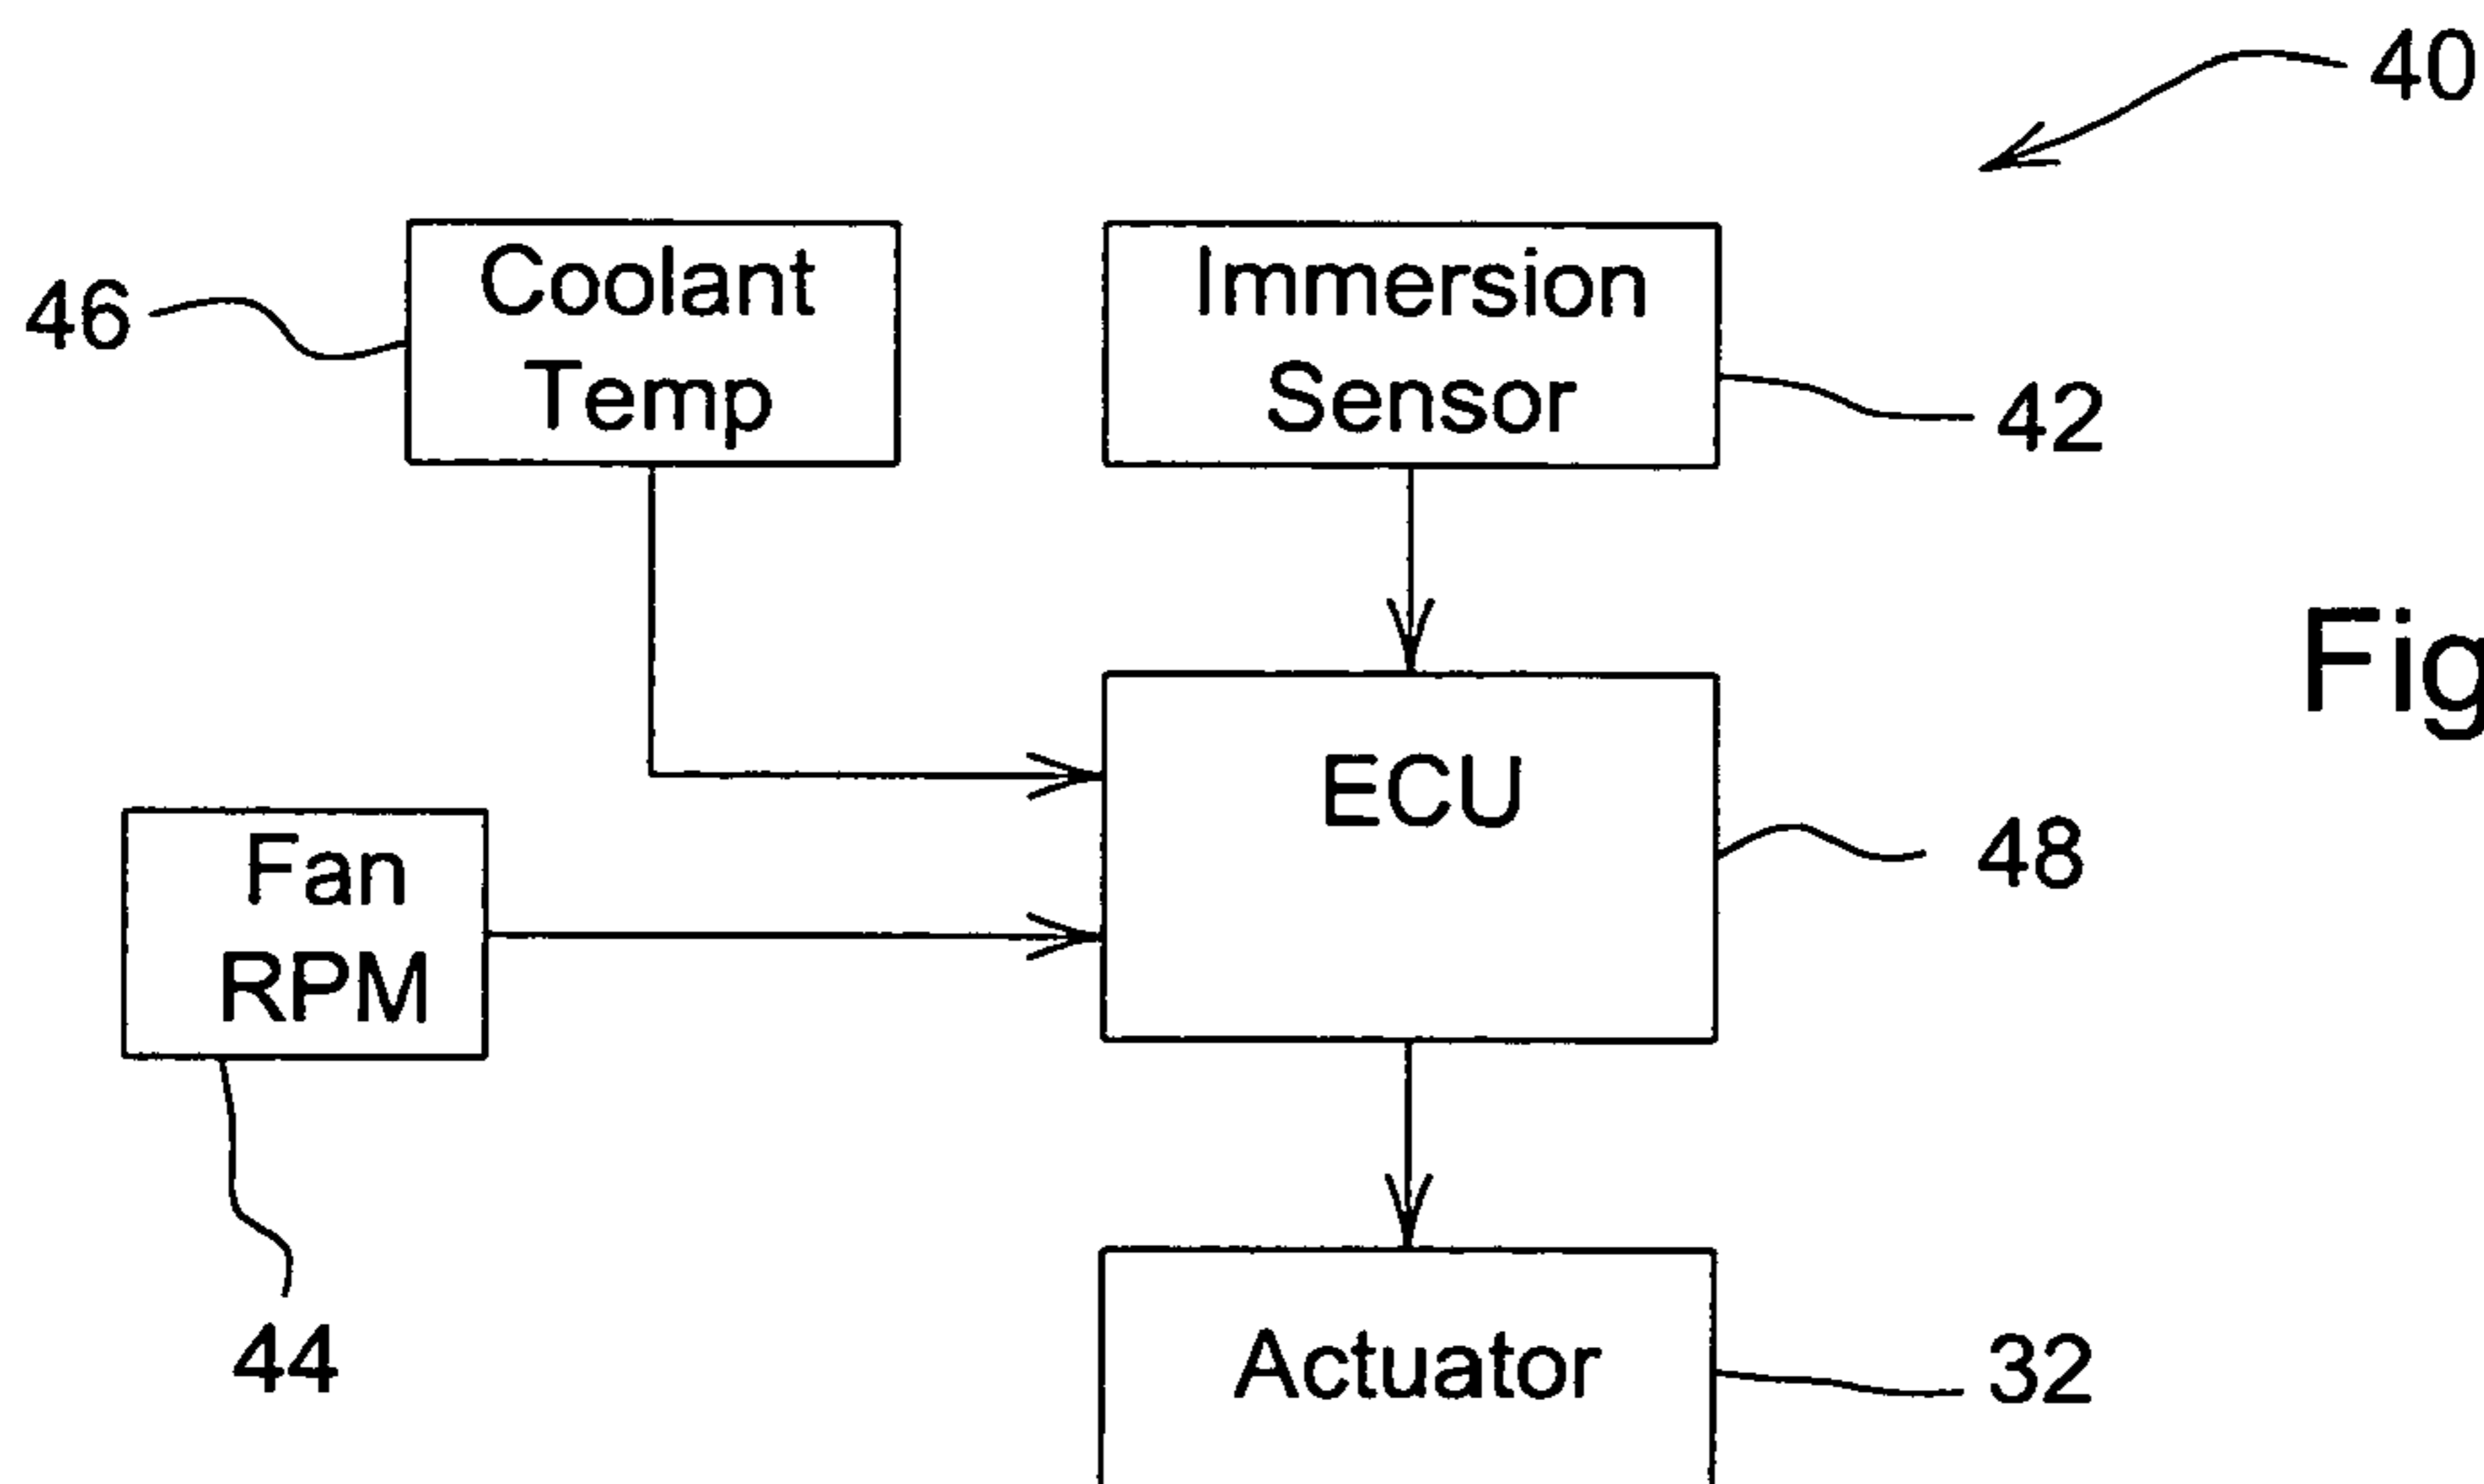 40
Coolant
Temp
46
Immersion
Sensor
42
Fig
ECU
48
Fan
RPM
44
Actuator
32